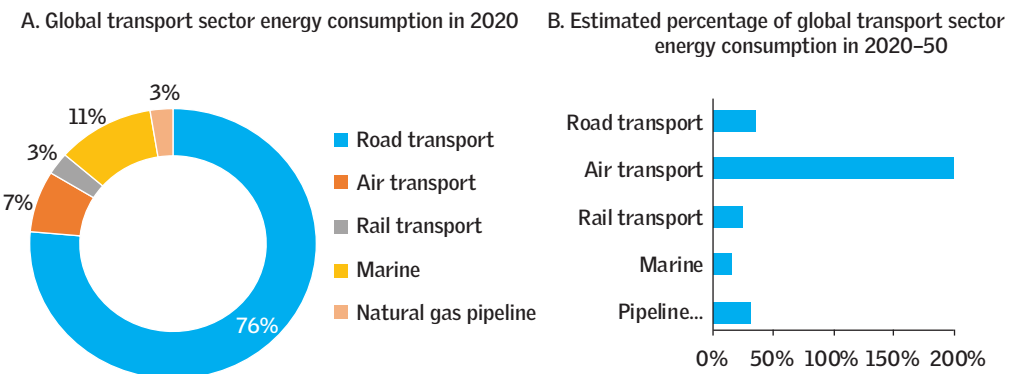 A. Global transport sector energy consumption in 2020
3%
11%
3%
7%
76%
Road transport
Air transport
Rail transport
Marine
Natural gas pipeline
B. Estimated percentage of global transport sector
energy consumption in 2020–50
Road transport
Air transport
Rail transport
Marine
Pipeline...
0% 50% 100% 150% 200%